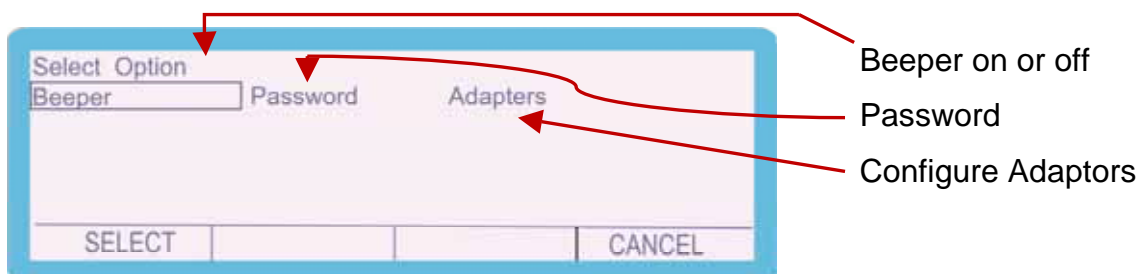 Select Option
Beeper Password Adapters
SELECT CANCEL
Beeper on or off
Password
Configure Adaptors